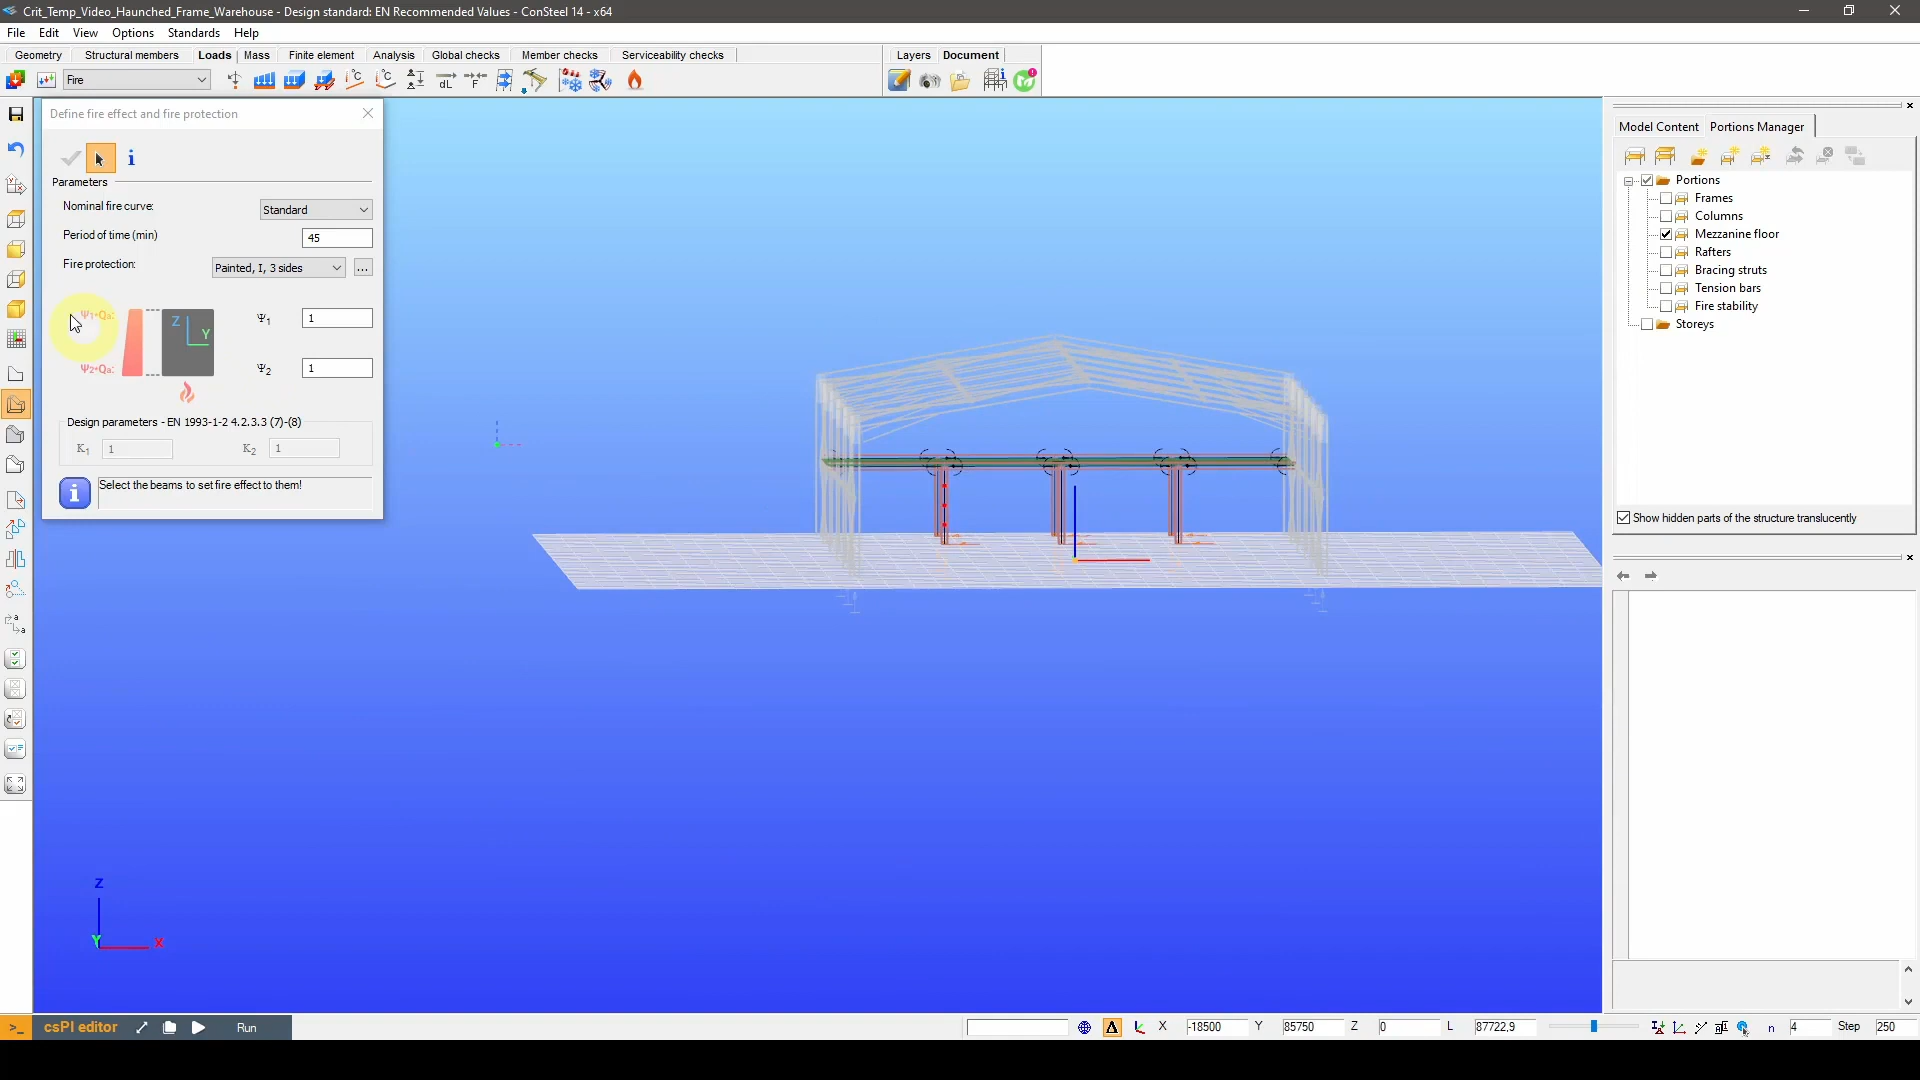 Crit_Temp_Video_Haunched_Frame_Warehouse - Design standard: EN Recommended Values - ConSteel 14 - x64
File Edit View Options Standards Help
Geometry Structural members Loads Mass Finite element Analysis Global checks Member checks Serviceability checks Layers Document
Fire
Define fire effect and fire protection
Parameters
Nominal fire curve: Standard
Period of time (min) 45
Fire protection: Painted, I, 3 sides ...
Ψ1*Qa:
Z
Y
Ψ1 1
Ψ2*Qa:
Ψ2 1
Design parameters - EN 1993-1-2 4.2.3.3 (7)-(8)
K1 1 K2 1
Select the beams to set fire effect to them!
Model Content Portions Manager
Portions
Frames
Columns
Mezzanine floor
Rafters
Bracing struts
Tension bars
Fire stability
Storeys
Show hidden parts of the structure translucently
Z
Y X
>_ csPI editor Run
X -18500 Y 85750 Z 0 L 87722,9 n 4 Step 250